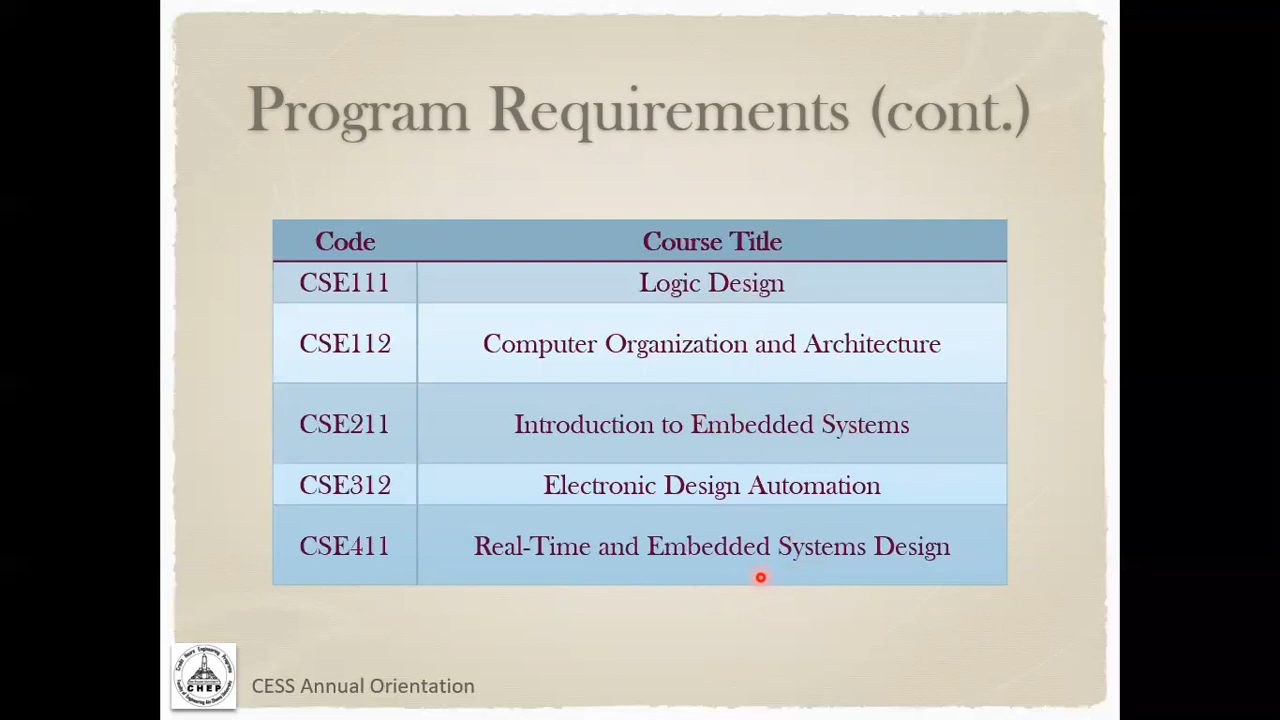 Program Requirements (cont.)
Code Course Title
CSE111 Logic Design
CSE112 Computer Organization and Architecture
CSE211 Introduction to Embedded Systems
CSE312 Electronic Design Automation
CSE411 Real-Time and Embedded Systems Design
CHEP
CESS Annual Orientation